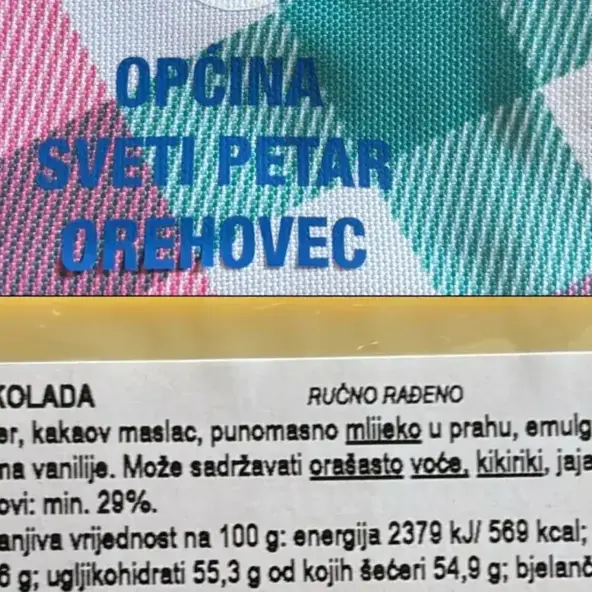 OPĆINA
SVETI PETAR
OREHOVEC
KOLADA RUČNO RAĐENO
er, kakaov maslac, punomasno mlijeko u prahu, emulg
na vanilije. Može sadržavati orašasto voće, kikiriki, jaja
ovi: min. 29%.
anjiva vrijednost na 100 g: energija 2379 kJ/ 569 kcal;
6 g; ugljikohidrati 55,3 g od kojih šećeri 54,9 g; bjelanč